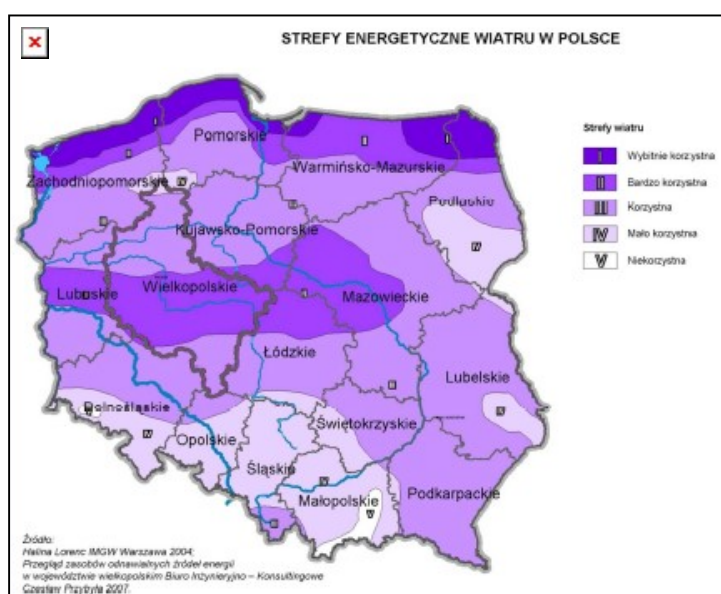 STREFY ENERGETYCZNE WIATRU W POLSCE
Strefy wiatru
I Wybitnie korzystna
II Bardzo korzystna
III Korzystna
IV Mało korzystna
V Niekorzystna
Pomorskie
Warmińsko-Mazurskie
Zachodniopomorskie
Podlaskie
Kujawsko-Pomorskie
Lubuskie
Wielkopolskie
Mazowieckie
Łódzkie
Lubelskie
Dolnośląskie
Opolskie
Świętokrzyskie
Śląskie
Małopolskie
Podkarpackie
Źródło:
Halina Lorenc IMGW Warszawa 2004;
Przegląd zasobów odnawialnych źródeł energii
w województwie wielkopolskim Biuro Inżynieryjno – Konsultingowe
Czesław Przybyła 2007.